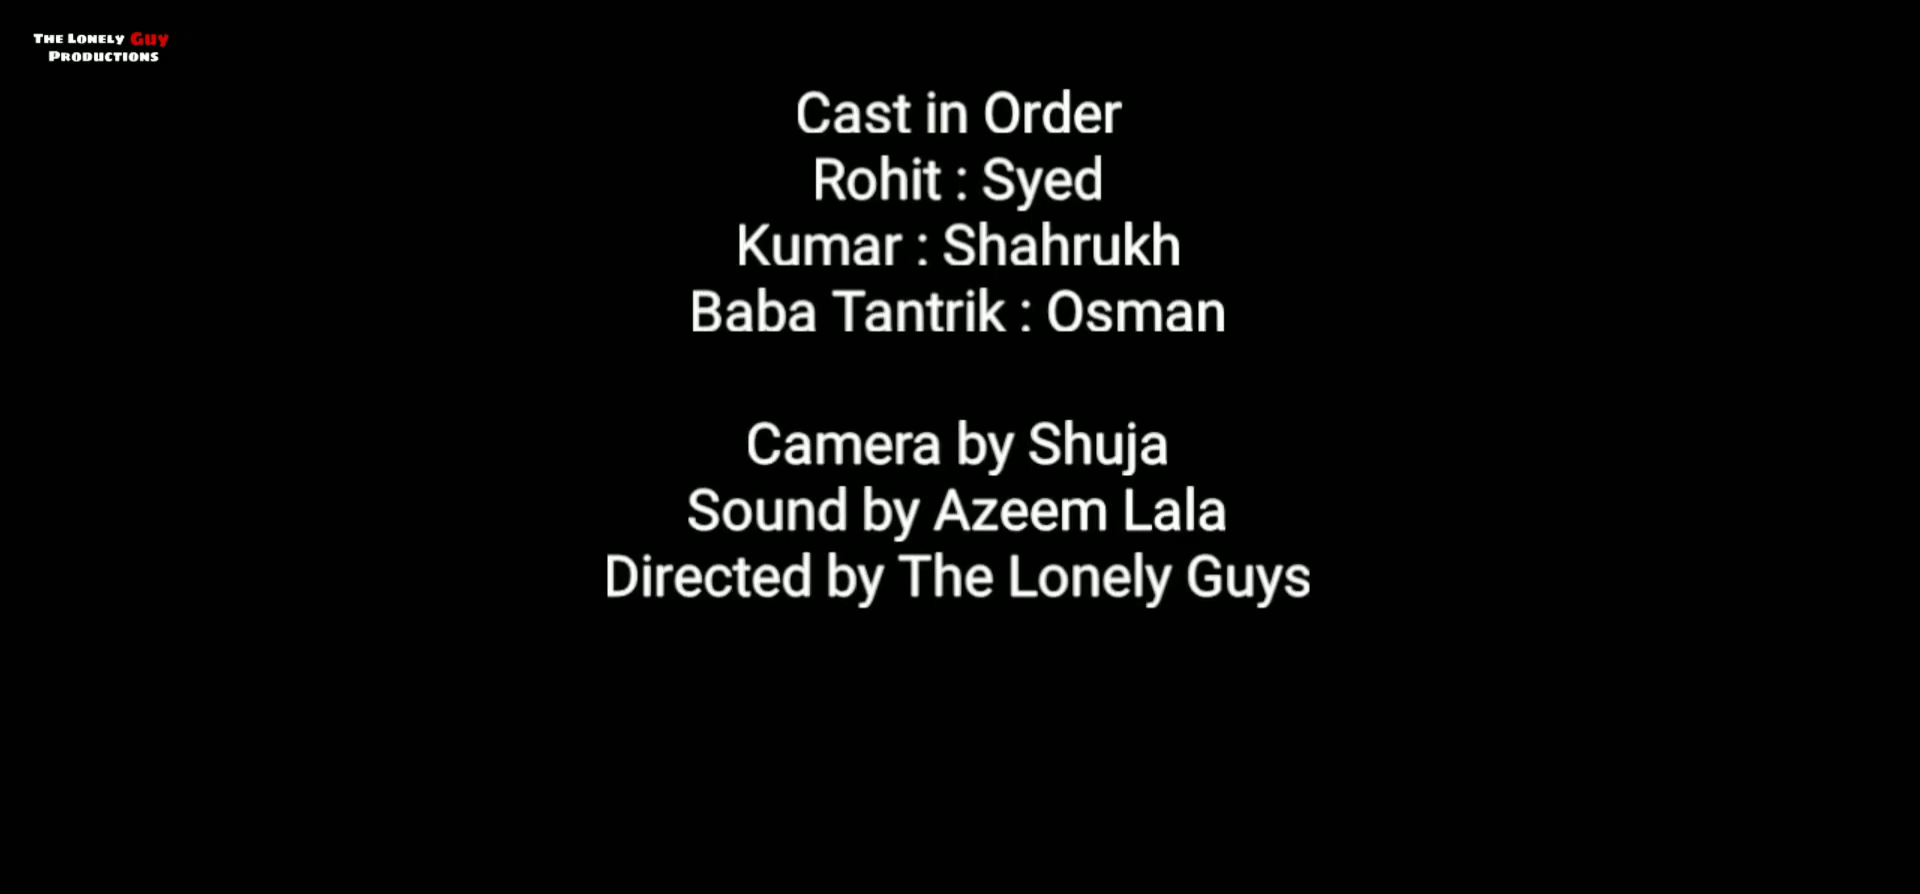 The Lonely Guy
Productions
Cast in Order
Rohit : Syed
Kumar : Shahrukh
Baba Tantrik : Osman
Camera by Shuja
Sound by Azeem Lala
Directed by The Lonely Guys